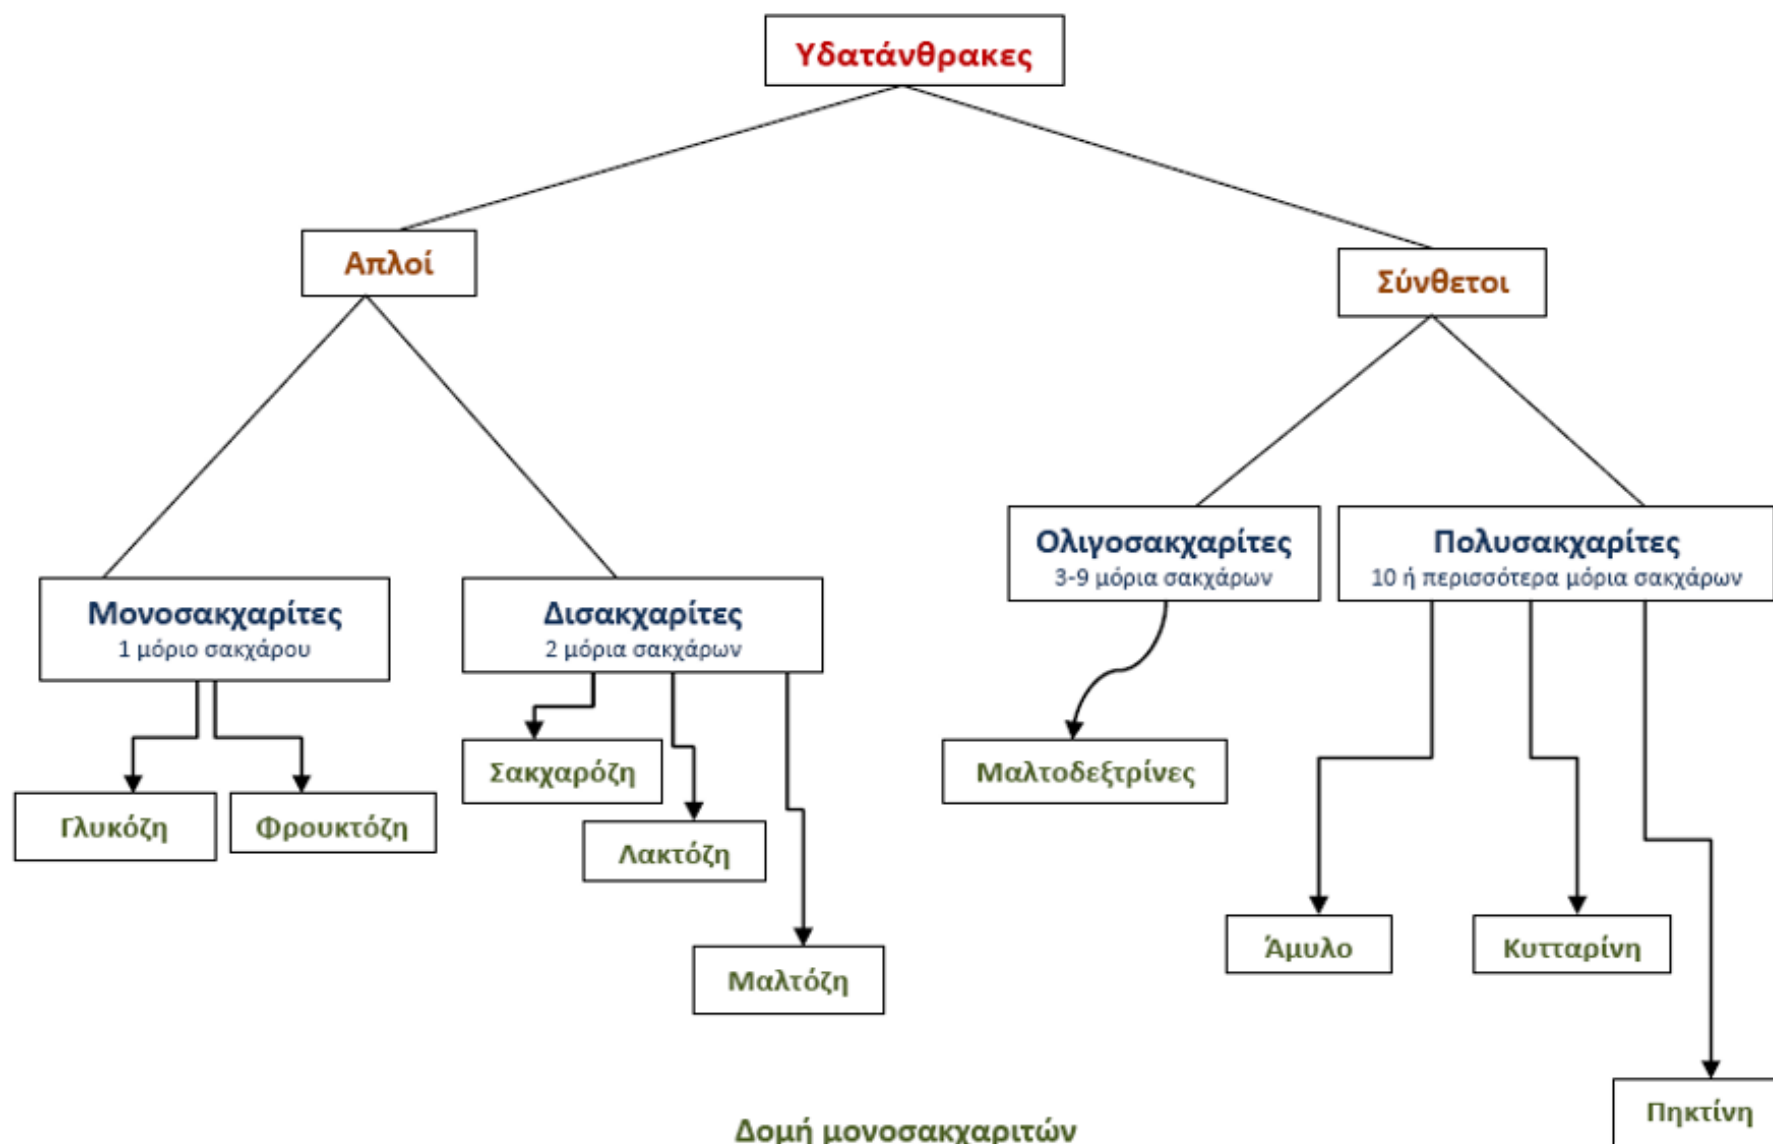 Υδατάνθρακες
Απλοί
Σύνθετοι
Μονοσακχαρίτες
1 μόριο σακχάρου
Δισακχαρίτες
2 μόρια σακχάρων
Ολιγοσακχαρίτες
3-9 μόρια σακχάρων
Πολυσακχαρίτες
10 ή περισσότερα μόρια σακχάρων
Γλυκόζη
Φρουκτόζη
Σακχαρόζη
Λακτόζη
Μαλτόζη
Μαλτοδεξτρίνες
Άμυλο
Κυτταρίνη
Πηκτίνη
Δομή μονοσακχαριτών